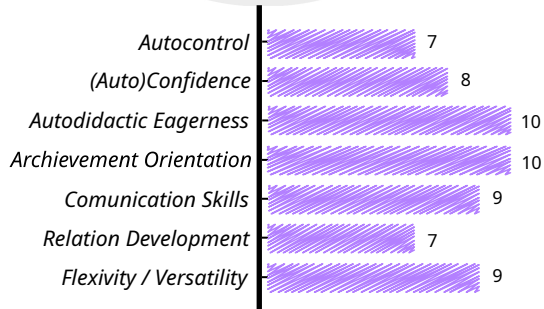 Autocontrol 7
(Auto)Confidence 8
Autodidactic Eagerness 10
Archievement Orientation 10
Comunication Skills 9
Relation Development 7
Flexivity / Versatility 9